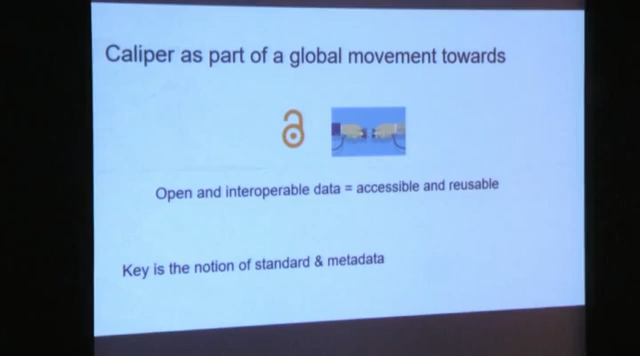 Caliper as part of a global movement towards
Open and interoperable data = accessible and reusable
Key is the notion of standard & metadata